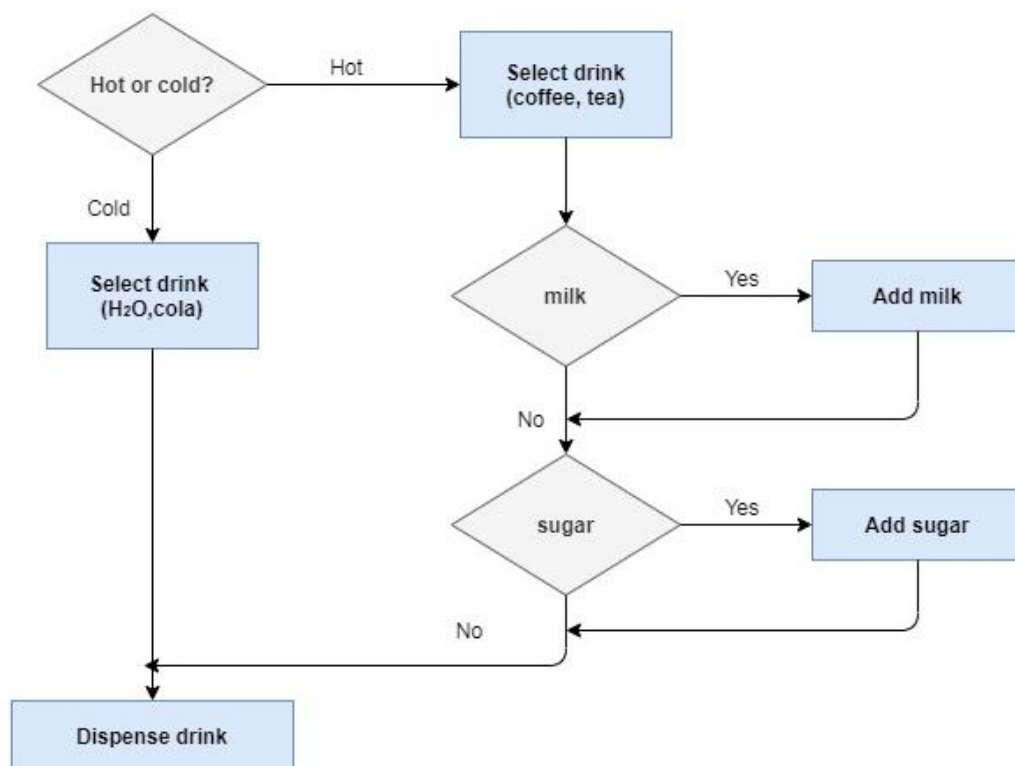 Hot or cold?
Hot
Select drink
(coffee, tea)
Cold
Select drink
(H₂O,cola)
milk
Yes
Add milk
No
sugar
Yes
Add sugar
No
Dispense drink